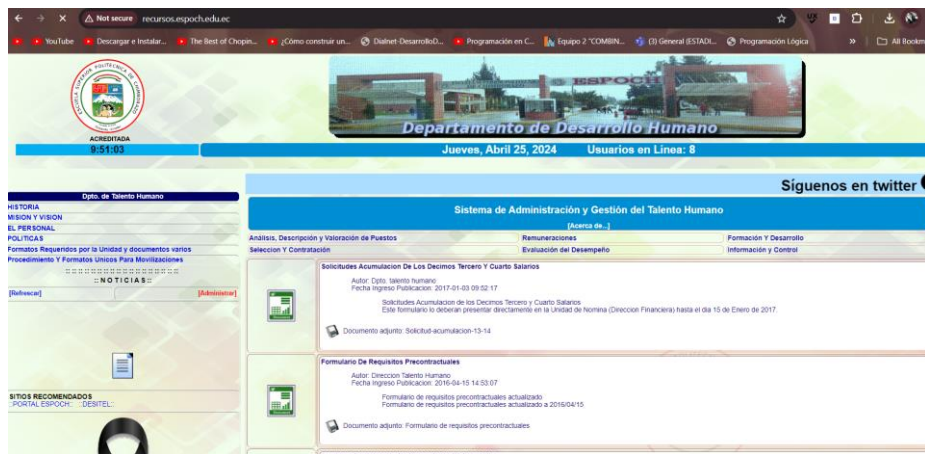 Not secure recursos.espoch.edu.ec
YouTube Descargar e Instalar... The Best of Chopin... ¿Cómo construir un... Dialnet-DesarrolloD... Programación en C... Equipo 2 "COMBIN... (3) General (ESTADI... Programación Lógica » All Bookm
ESCUELA SUPERIOR POLITECNICA DE CHIMBORAZO
ESPOCH
Departamento de Desarrollo Humano
ACREDITADA
9:51:03 Jueves, Abril 25, 2024 Usuarios en Linea: 8
Síguenos en twitter
Dpto. de Talento Humano
HISTORIA
MISION Y VISION
EL PERSONAL
POLITICAS
Formatos Requeridos por la Unidad y documentos varios
Procedimiento Y Formatos Unicos Para Movilizaciones
::NOTICIAS::
[Refrescar] [Administrar]
SITIOS RECOMENDADOS
::PORTAL ESPOCH:: ::DESITEL::
Sistema de Administración y Gestión del Talento Humano
[Acerca de...]
Análisis, Descripción y Valoración de Puestos Remuneraciones Formación Y Desarrollo
Seleccion Y Contratación Evaluación del Desempeño Información y Control
Solicitudes Acumulacion De Los Decimos Tercero Y Cuarto Salarios
Autor: Dpto. talento humano
Fecha Ingreso Publicacion: 2017-01-03 09:52:17
Solicitudes Acumulacion de los Decimos Tercero y Cuarto Salarios
Este formulario lo deberan presentar directamente en la Unidad de Nomina (Direccion Financiera) hasta el dia 15 de Enero de 2017.
Documento adjunto: Solicitud-acumulacion-13-14
Formulario De Requisitos Precontractuales
Autor: Direccion Talento Humano
Fecha Ingreso Publicacion: 2016-04-15 14:53:07
Formulario de requisitos precontractuales actualizado
Formulario de requisitos precontractuales actualizado a 2016/04/15
Documento adjunto: Formulario de requisitos precontractuales